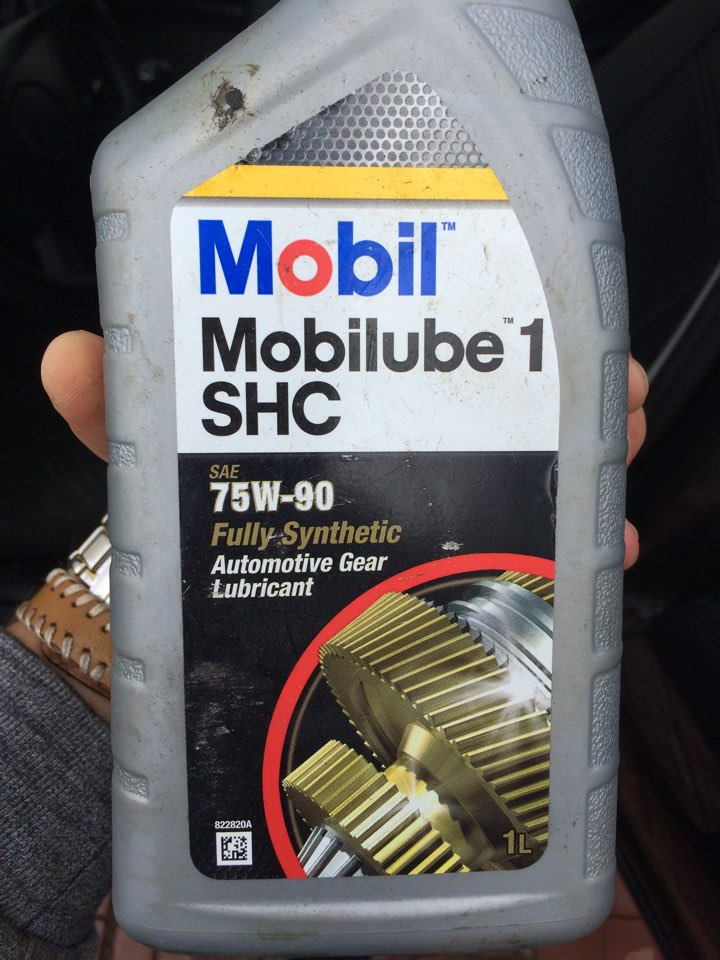 Mobil™
Mobilube™ 1
SHC
SAE
75W-90
Fully Synthetic
Automotive Gear
Lubricant
822820A
1L